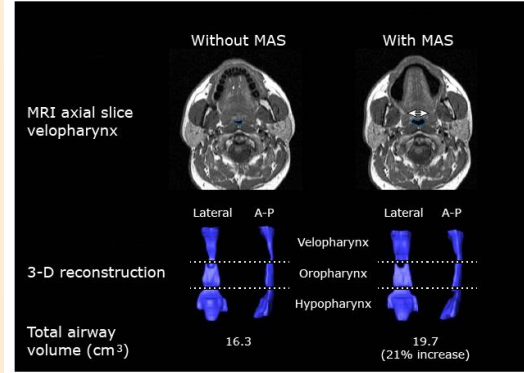 Without MAS
With MAS
MRI axial slice
velopharynx
Lateral A-P
Lateral A-P
Velopharynx
3-D reconstruction
Oropharynx
Hypopharynx
Total airway
volume (cm³)
16.3
19.7
(21% increase)